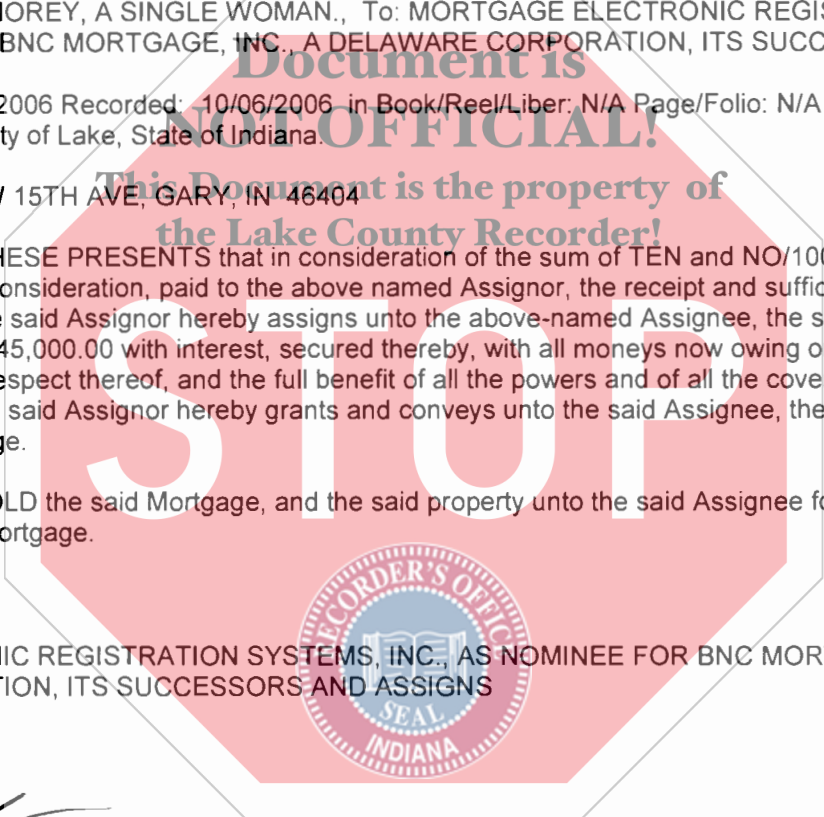 OREY, A SINGLE WOMAN., To: MORTGAGE ELECTRONIC REGIS
BNC MORTGAGE, INC., A DELAWARE CORPORATION, ITS SUCC
Document is
2006 Recorded: 10/06/2006 in Book/Reel/Liber: N/A Page/Folio: N/A
NOT OFFICIAL!
ty of Lake, State of Indiana.
This Document is the property of
15TH AVE, GARY, IN 46404
the Lake County Recorder!
HESE PRESENTS that in consideration of the sum of TEN and NO/100
onsideration, paid to the above named Assignor, the receipt and suffic
said Assignor hereby assigns unto the above-named Assignee, the s
45,000.00 with interest, secured thereby, with all moneys now owing o
espect thereof, and the full benefit of all the powers and of all the cove
said Assignor hereby grants and conveys unto the said Assignee, the
ge.
STOP
OLD the said Mortgage, and the said property unto the said Assignee fo
ortgage.
RECORDER'S OFFICE
IC REGISTRATION SYSTEMS, INC., AS NOMINEE FOR BNC MOR
TION, ITS SUCCESSORS AND ASSIGNS
SEAL
INDIANA